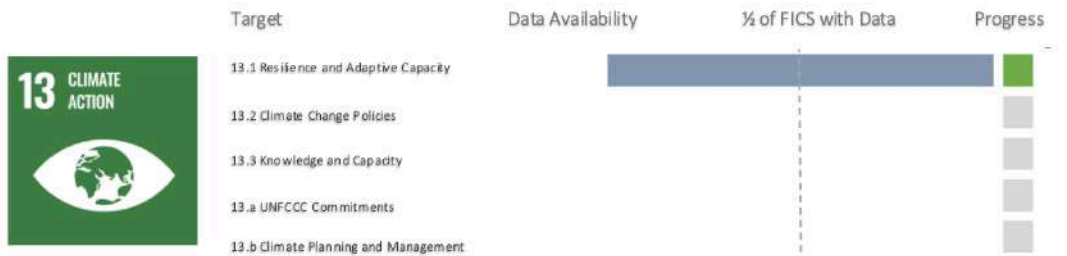 Target Data Availability ½ of FICS with Data Progress
13 CLIMATE
ACTION
13.1 Resilience and Adaptive Capacity
13.2 Climate Change Policies
13.3 Knowledge and Capacity
13.a UNFCCC Commitments
13.b Climate Planning and Management